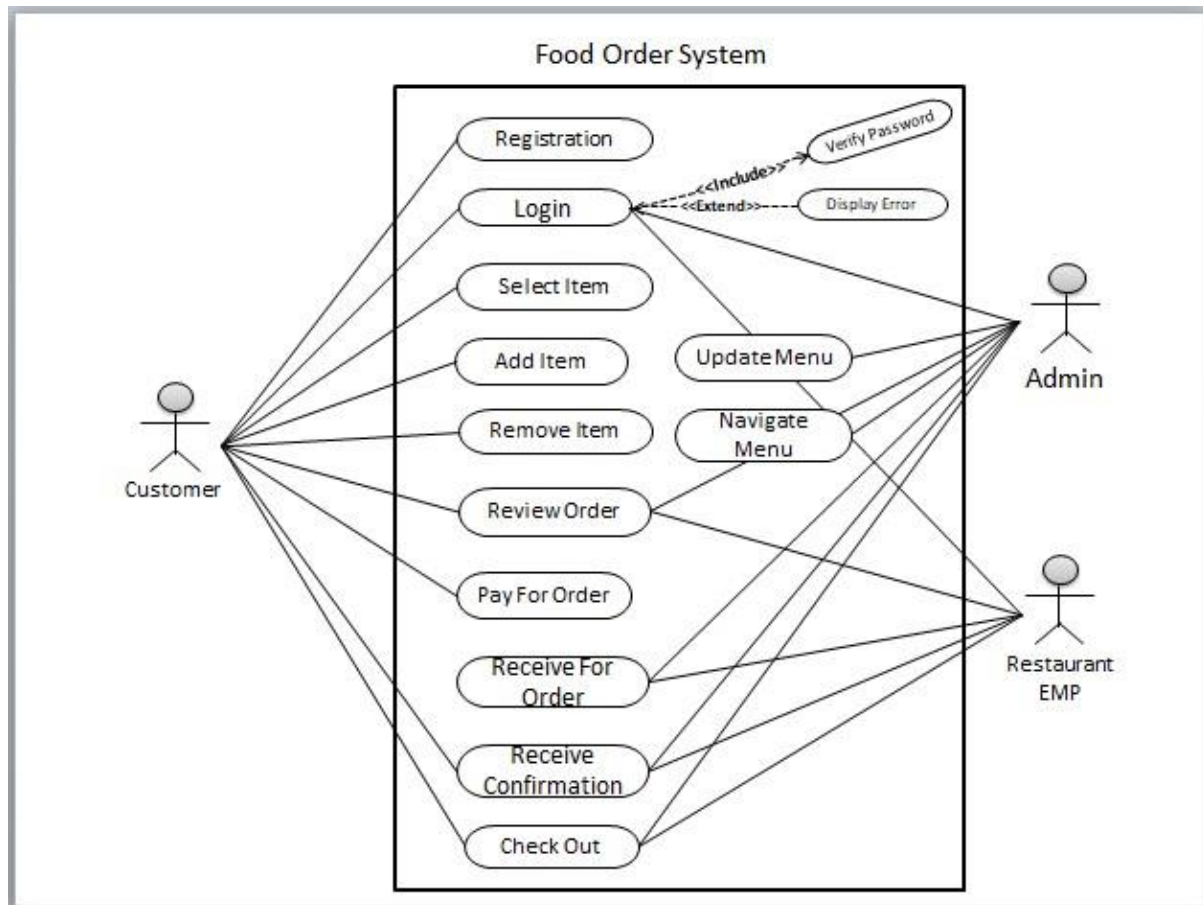 Food Order System
Registration
Verify Password
<<Include>>
Login
<<Extend>>
Display Error
Select Item
Update Menu
Admin
Add Item
Navigate
Menu
Remove Item
Customer
Review Order
Pay For Order
Restaurant
EMP
Receive For
Order
Receive
Confirmation
Check Out